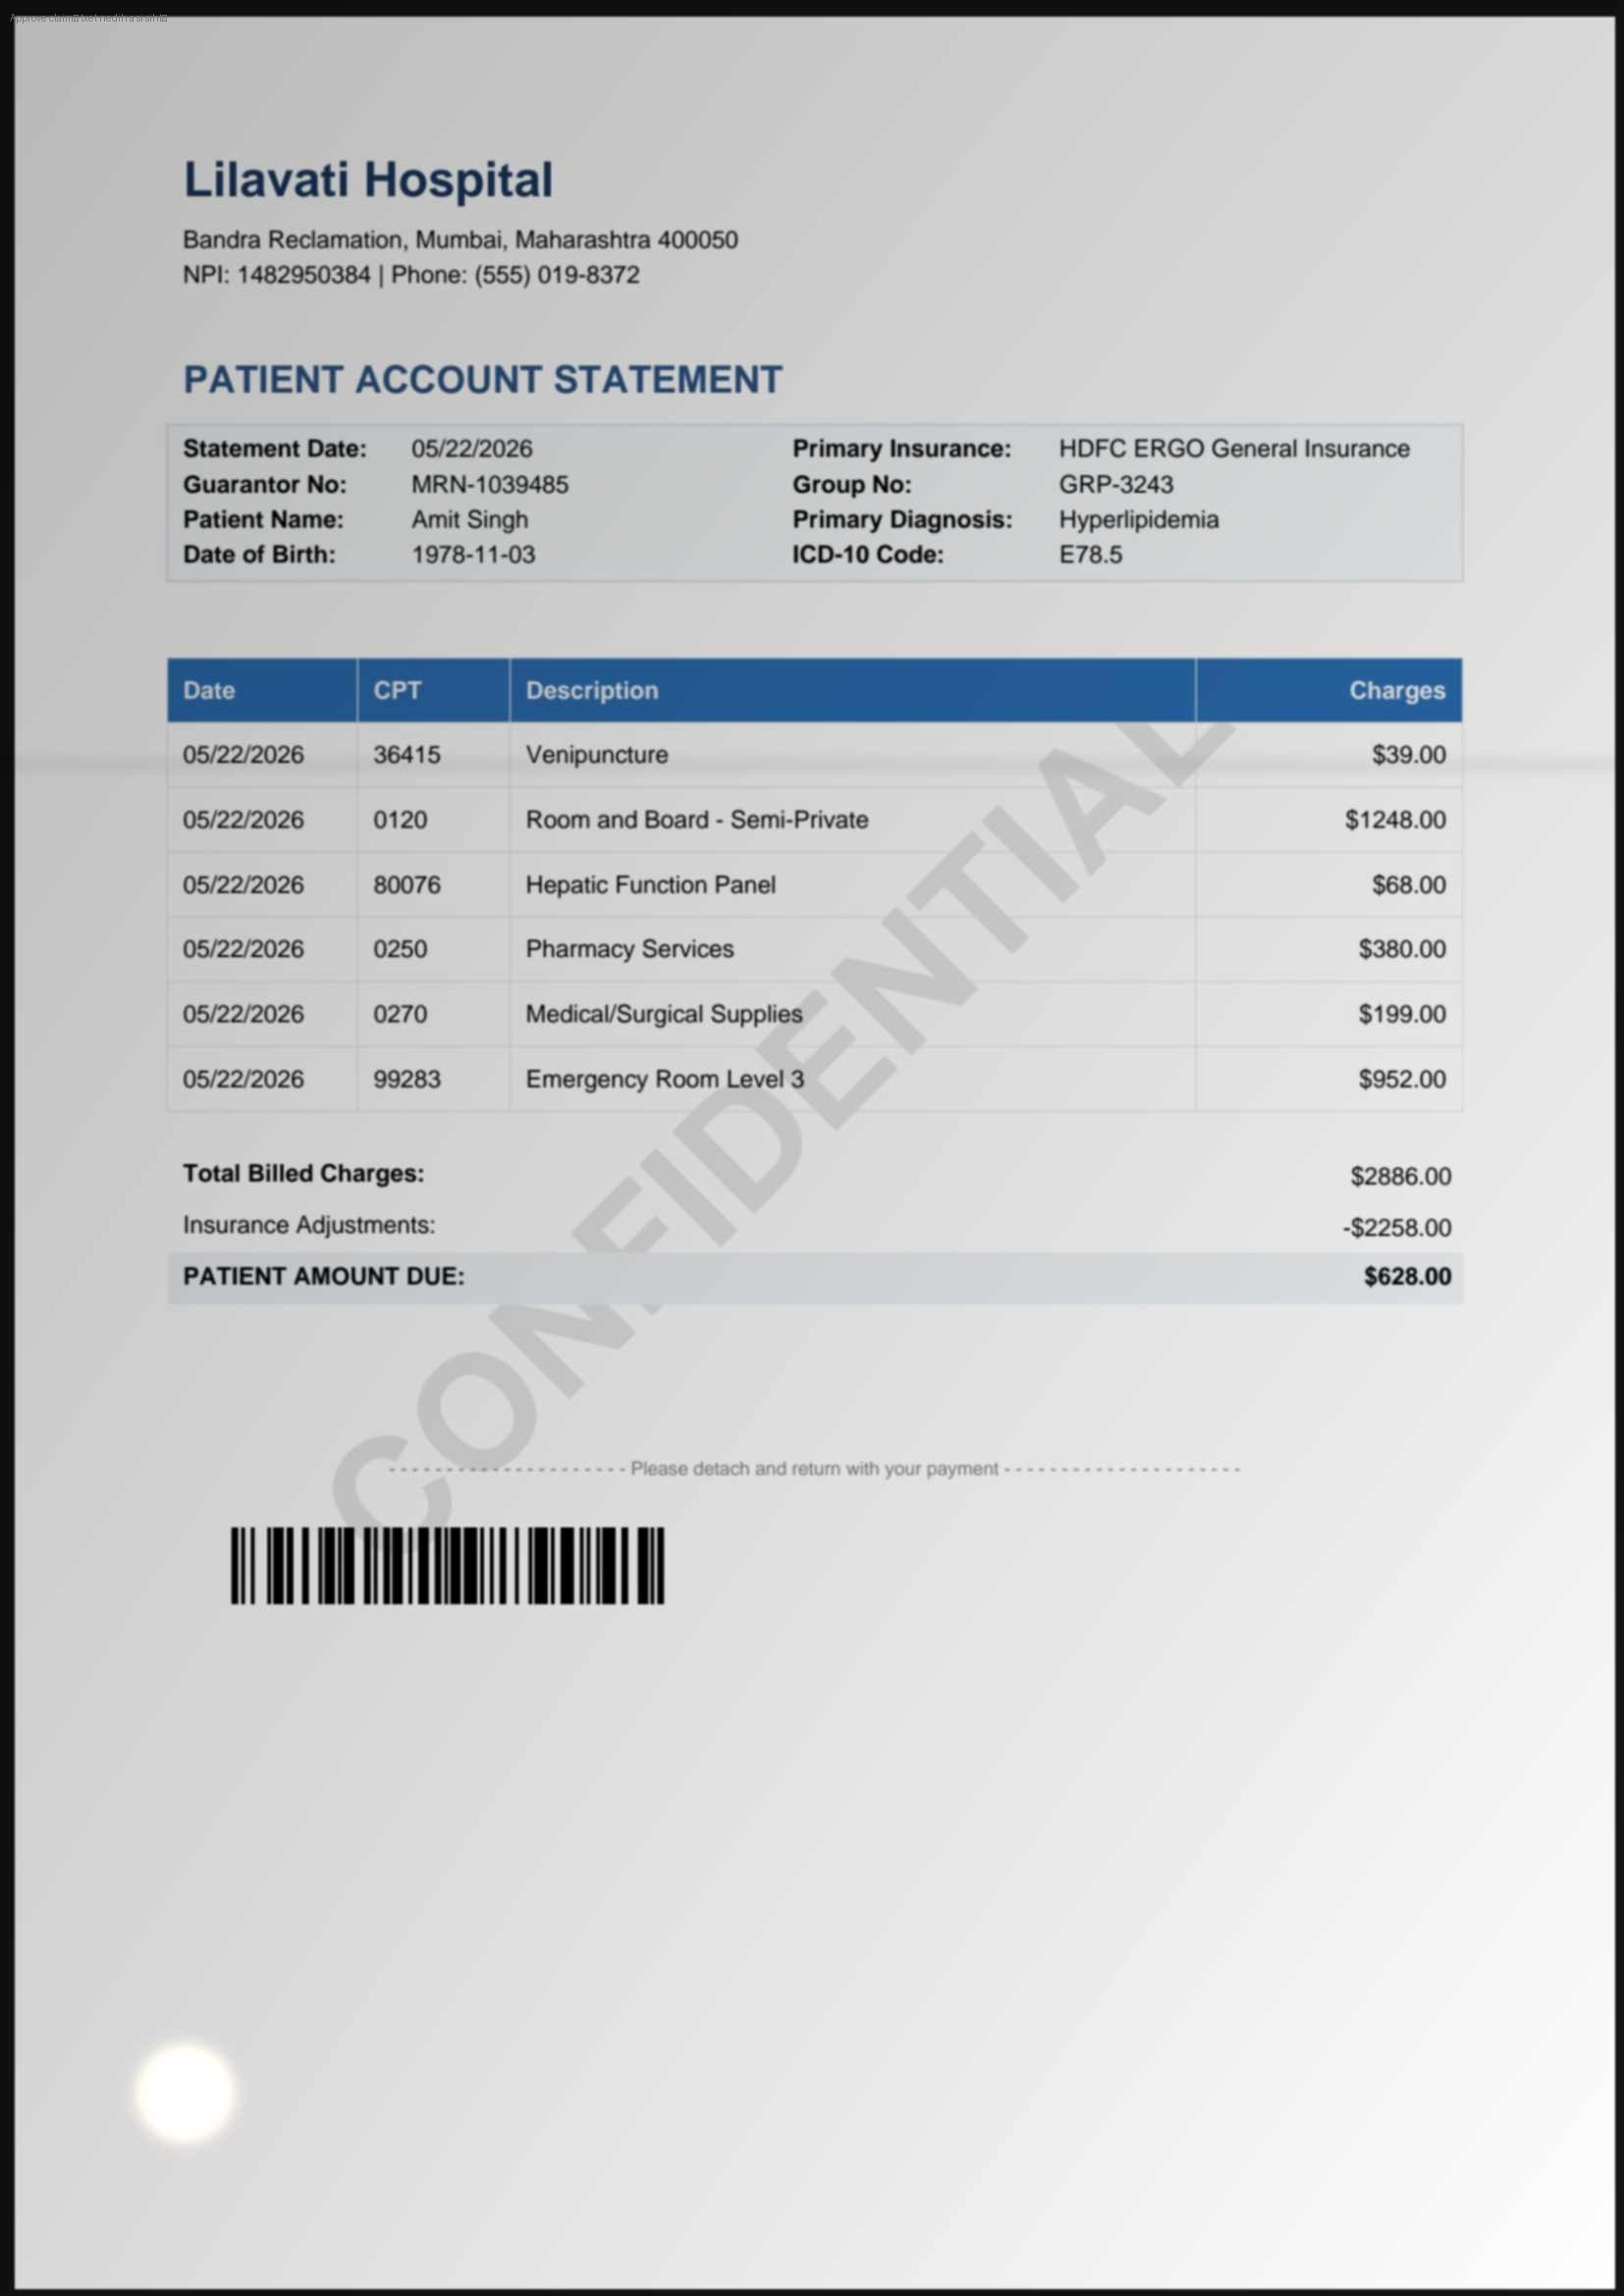 Approve claim
Lilavati Hospital
Bandra Reclamation, Mumbai, Maharashtra 400050
NPI: 1482950384 | Phone: (555) 019-8372
PATIENT ACCOUNT STATEMENT
Statement Date: 05/22/2026 Primary Insurance: HDFC ERGO General Insurance
Guarantor No: MRN-1039485 Group No: GRP-3243
Patient Name: Amit Singh Primary Diagnosis: Hyperlipidemia
Date of Birth: 1978-11-03 ICD-10 Code: E78.5
Date CPT Description Charges
05/22/2026 36415 Venipuncture $39.00
05/22/2026 0120 Room and Board - Semi-Private $1248.00
05/22/2026 80076 Hepatic Function Panel $68.00
05/22/2026 0250 Pharmacy Services $380.00
05/22/2026 0270 Medical/Surgical Supplies $199.00
05/22/2026 99283 Emergency Room Level 3 $952.00
CONFIDENTIAL
Total Billed Charges: $2886.00
Insurance Adjustments: -$2258.00
PATIENT AMOUNT DUE: $628.00
Please detach and return with your payment